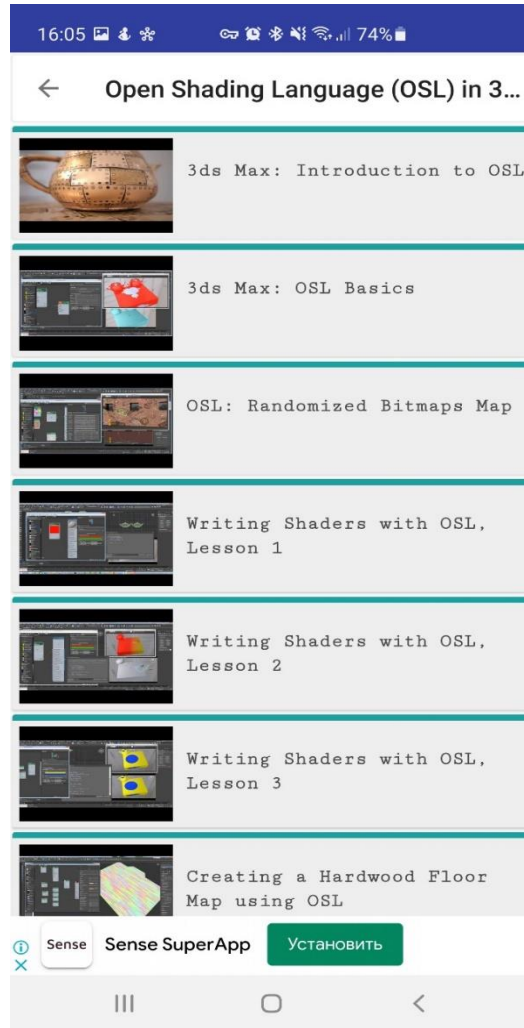 16:05
74%
Open Shading Language (OSL) in 3...
3ds Max: Introduction to OSL
3ds Max: OSL Basics
OSL: Randomized Bitmaps Map
Writing Shaders with OSL,
Lesson 1
Writing Shaders with OSL,
Lesson 2
Writing Shaders with OSL,
Lesson 3
Creating a Hardwood Floor
Map using OSL
Sense
Sense SuperApp
Установить